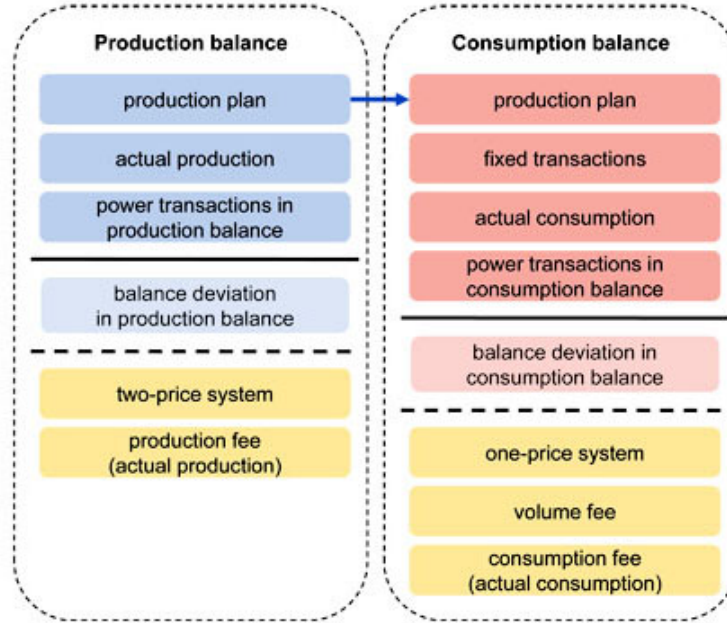 Production balance
production plan
actual production
power transactions in
production balance
balance deviation
in production balance
two-price system
production fee
(actual production)
Consumption balance
production plan
fixed transactions
actual consumption
power transactions in
consumption balance
balance deviation in
consumption balance
one-price system
volume fee
consumption fee
(actual consumption)